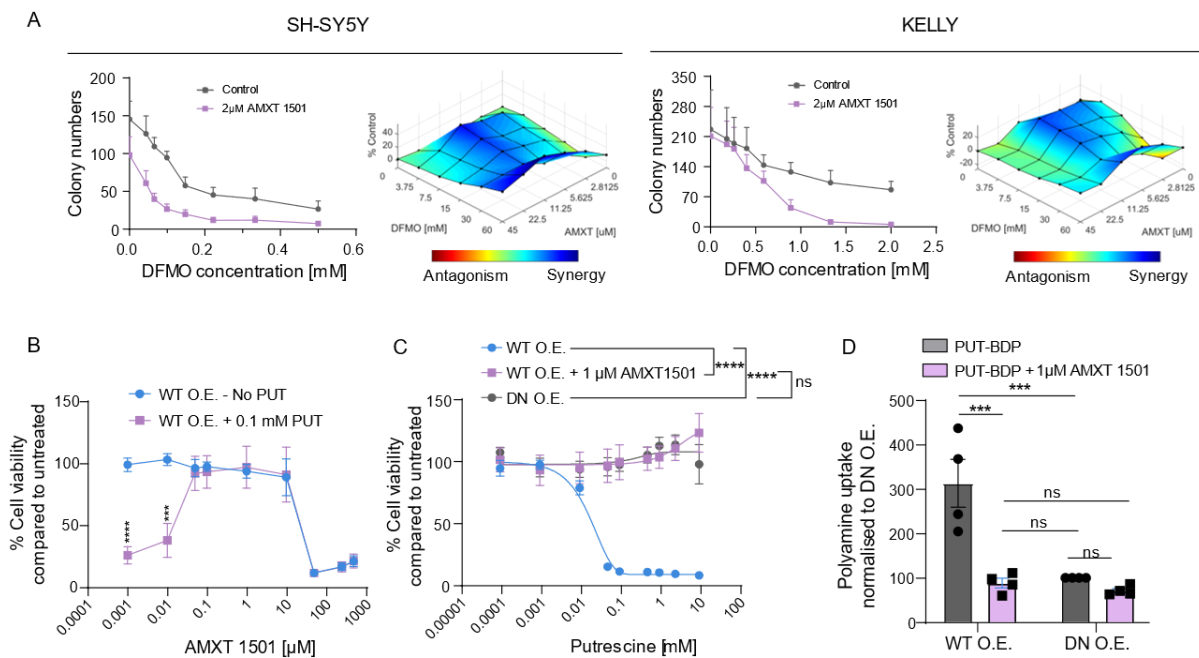 A
SH-SY5Y
KELLY
Colony numbers
200
150
100
50
0
0.0
0.2
0.4
0.6
DFMO concentration [mM]
Control
2µM AMXT 1501
% Control
40
20
0
0
3.75
7.5
15
30
60
DFMO [mM]
0
2.8125
5.625
11.25
22.5
45
AMXT [uM]
Antagonism
Synergy
Colony numbers
350
280
210
140
70
0
0.0
0.5
1.0
1.5
2.0
2.5
DFMO concentration [mM]
Control
2µM AMXT 1501
% Control
20
0
-20
0
3.75
7.5
15
30
60
DFMO [mM]
0
2.8125
5.625
11.25
22.5
45
AMXT [uM]
Antagonism
Synergy
B
WT O.E. - No PUT
WT O.E. + 0.1 mM PUT
% Cell viability
compared to untreated
150
100
50
0
****
***
0.0001
0.001
0.01
0.1
1
10
100
1000
AMXT 1501 [µM]
C
WT O.E.
WT O.E. + 1 µM AMXT1501
DN O.E.
****
****
ns
% Cell viability
compared to untreated
150
100
50
0
0.00001
0.0001
0.001
0.01
0.1
1
10
100
Putrescine [mM]
D
PUT-BDP
PUT-BDP +1µM AMXT 1501
Polyamine uptake
normalised to DN O.E.
500
400
300
200
100
0
***
***
ns
ns
ns
WT O.E.
DN O.E.